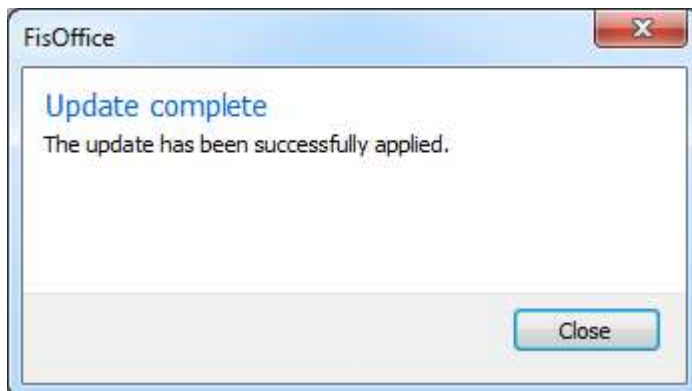 FisOffice
Update complete
The update has been successfully applied.
Close